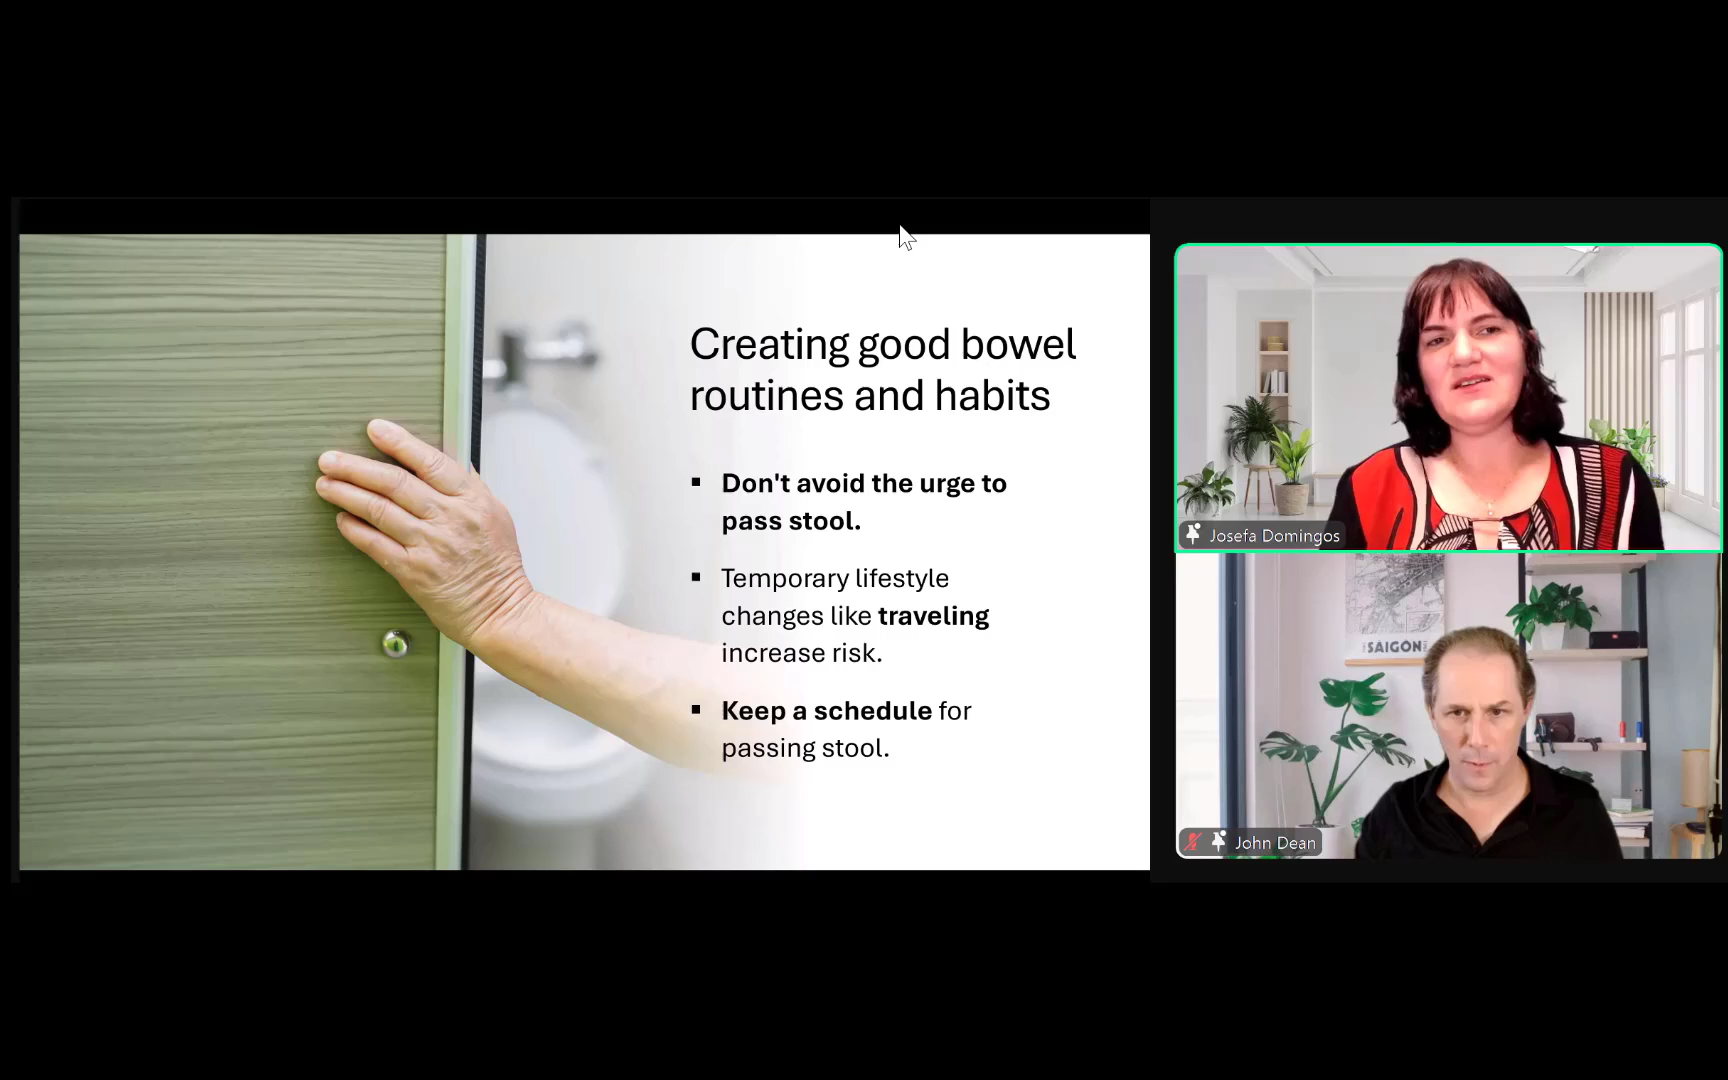 Creating good bowel
routines and habits
▪ Don't avoid the urge to
pass stool.
▪ Temporary lifestyle
changes like traveling
increase risk.
▪ Keep a schedule for
passing stool.
Josefa Domingos
SAIGON
John Dean